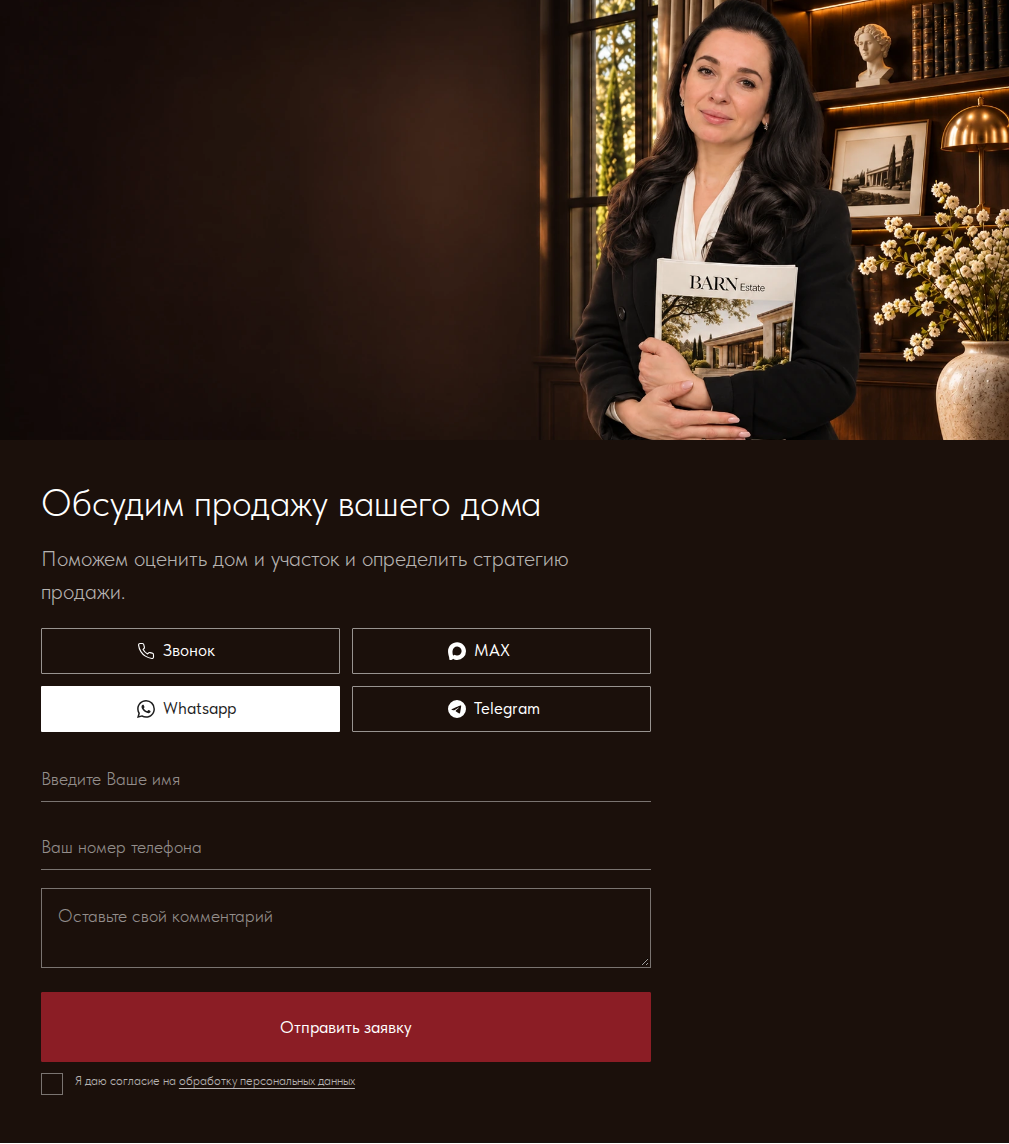 BARN Estate
Обсудим продажу вашего дома
Поможем оценить дом и участок и определить стратегию
продажи.
Звонок
MAX
Whatsapp
Telegram
Введите Ваше имя
Ваш номер телефона
Оставьте свой комментарий
Отправить заявку
Я даю согласие на обработку персональных данных